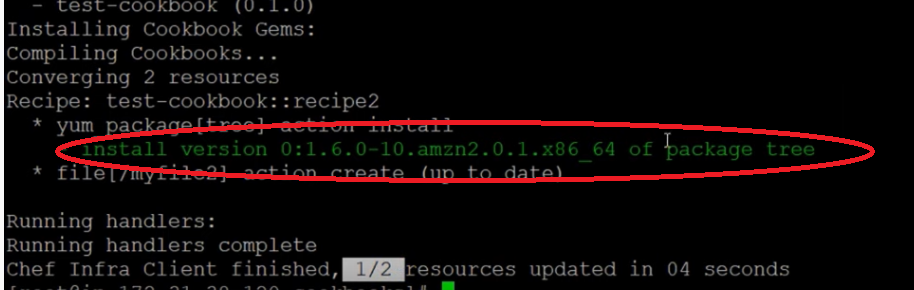 - test-cookbook (0.1.0)
Installing Cookbook Gems:
Compiling Cookbooks...
Converging 2 resources
Recipe: test-cookbook::recipe2
* yum_package[tree] action install
install version 0:1.6.0-10.amzn2.0.1.x86_64 of package tree
* file[/myfile2] action create (up to date)
Running handlers:
Running handlers complete
Chef Infra Client finished, 1/2 resources updated in 04 seconds